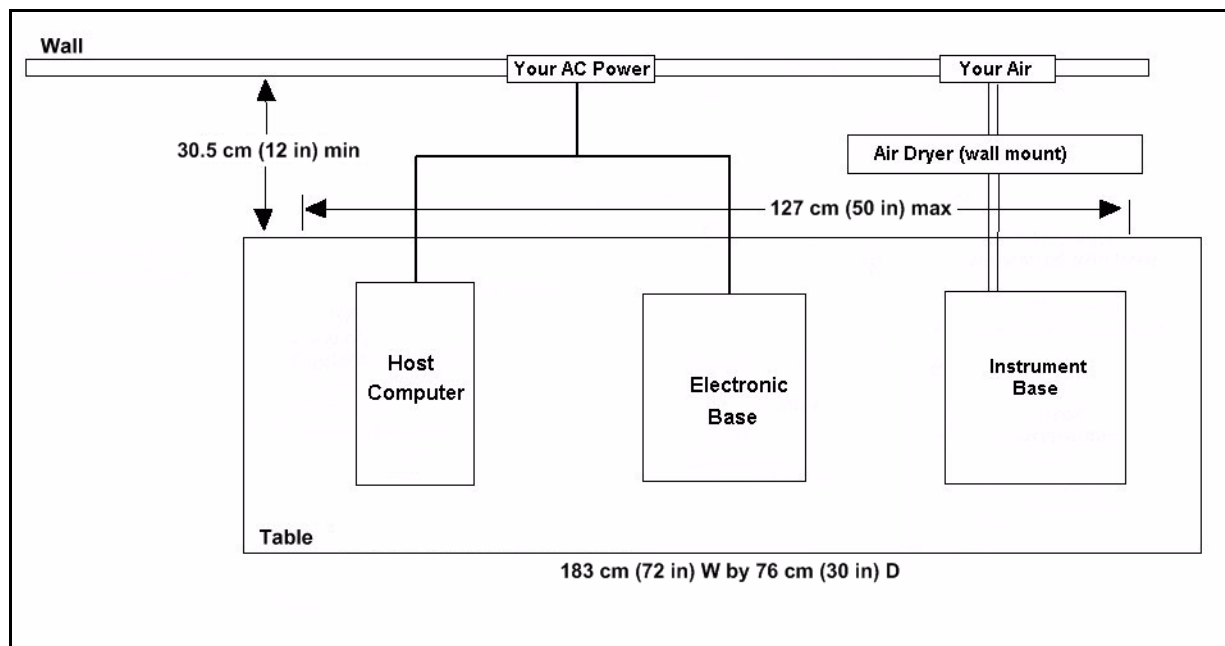 Wall
Your AC Power
Your Air
30.5 cm (12 in) min
Air Dryer (wall mount)
127 cm (50 in) max
Host
Computer
Electronic
Base
Instrument
Base
Table
183 cm (72 in) W by 76 cm (30 in) D